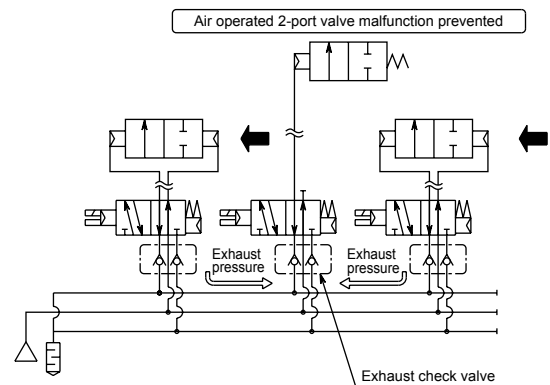 Air operated 2-port valve malfunction prevented
Exhaust
pressure
Exhaust
pressure
Exhaust check valve